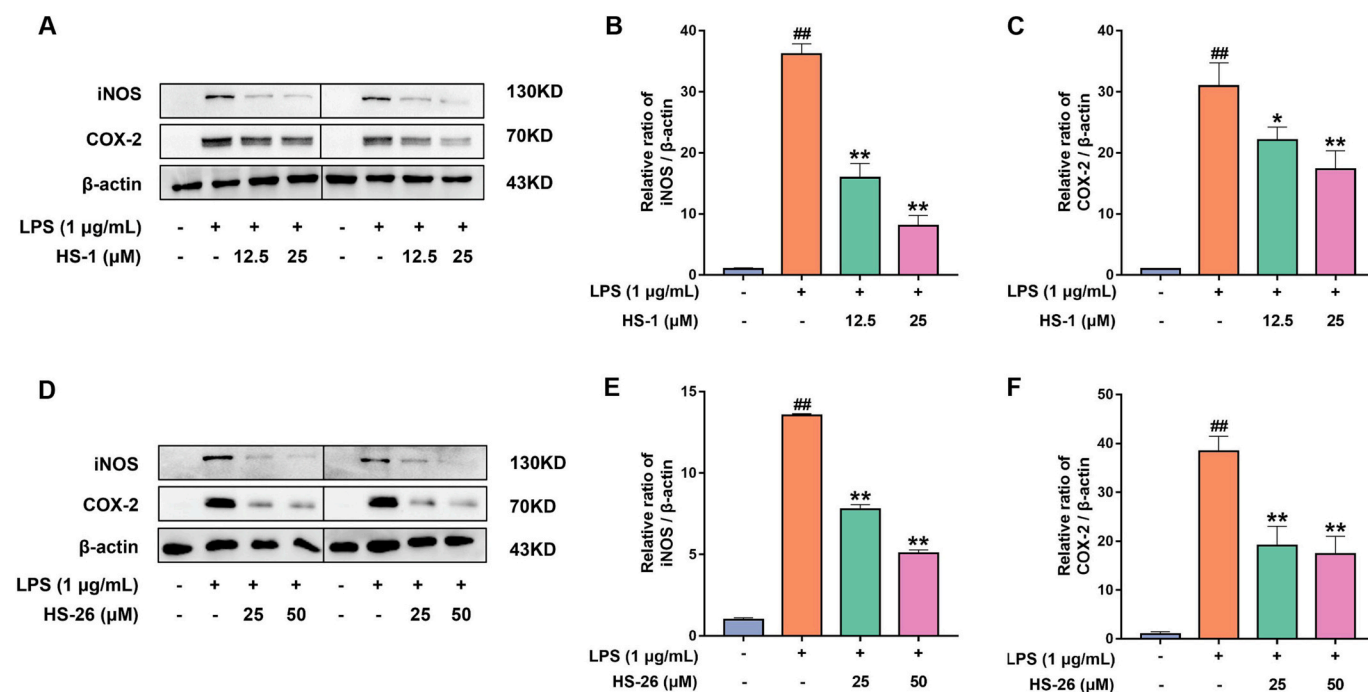 A
iNOS 130KD
COX-2 70KD
β-actin 43KD
LPS (1 μg/mL) - + + + - + + +
HS-1 (μM) - - 12.5 25 - - 12.5 25
B
Relative ratio of
iNOS / β-actin
40
30
20
10
0
##
**
**
LPS (1 μg/mL) - + + +
HS-1 (μM) - - 12.5 25
C
Relative ratio of
COX-2 / β-actin
40
30
20
10
0
##
*
**
LPS (1 μg/mL) - + + +
HS-1 (μM) - - 12.5 25
D
iNOS 130KD
COX-2 70KD
β-actin 43KD
LPS (1 μg/mL) - + + + - + + +
HS-26 (μM) - - 25 50 - - 25 50
E
Relative ratio of
iNOS / β-actin
15
10
5
0
##
**
**
LPS (1 μg/mL) - + + +
HS-26 (μM) - - 25 50
F
Relative ratio of
COX-2 / β-actin
50
40
30
20
10
0
##
**
**
LPS (1 μg/mL) - + + +
HS-26 (μM) - - 25 50